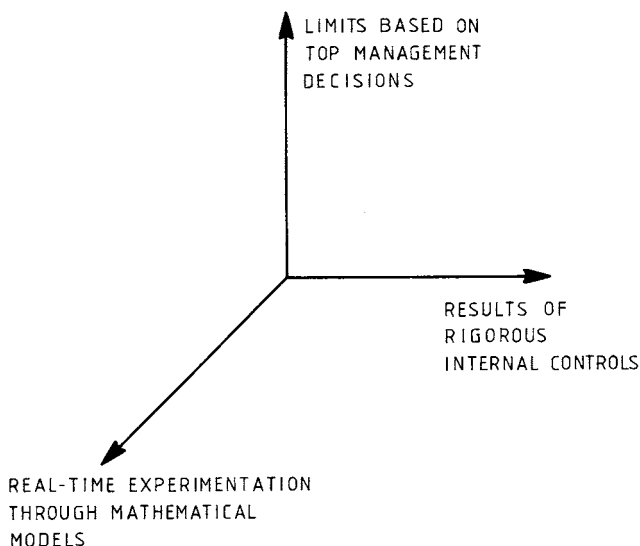 LIMITS BASED ON
TOP MANAGEMENT
DECISIONS
RESULTS OF
RIGOROUS
INTERNAL CONTROLS
REAL-TIME EXPERIMENTATION
THROUGH MATHEMATICAL
MODELS